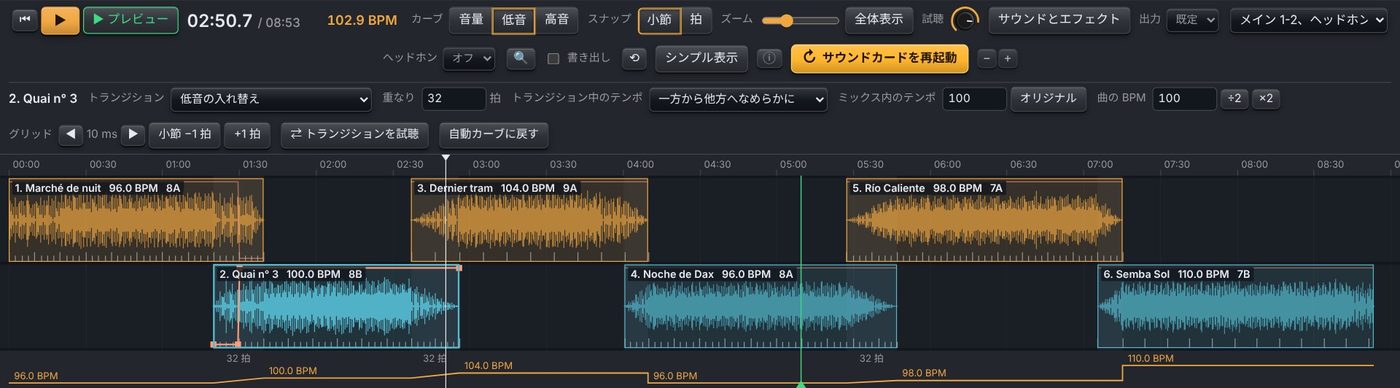 プレビュー 02:50.7 / 08:53 102.9 BPM カーブ 音量 低音 高音 スナップ 小節 拍 ズーム 全体表示 試聴 サウンドとエフェクト 出力 既定 メイン 1-2、ヘッドホン
ヘッドホン オフ 書き出し シンプル表示 サウンドカードを再起動 − +
2. Quai n° 3 トランジション 低音の入れ替え 重なり 32 拍 トランジション中のテンポ 一方から他方へなめらかに ミックス内のテンポ 100 オリジナル 曲の BPM 100 ÷2 ×2
グリッド ◀ 10 ms ▶ 小節 −1 拍 +1 拍 ⇄ トランジションを試聴 自動カーブに戻す
00:00 00:30 01:00 01:30 02:00 02:30 03:00 03:30 04:00 04:30 05:00 05:30 06:00 06:30 07:00 07:30 08:00 08:30
1. Marché de nuit 96.0 BPM 8A 3. Dernier tram 104.0 BPM 9A 5. Río Caliente 98.0 BPM 7A
2. Quai n° 3 100.0 BPM 8B 4. Noche de Dax 96.0 BPM 8A 6. Semba Sol 110.0 BPM 7B
32 拍 32 拍 32 拍
96.0 BPM 100.0 BPM 104.0 BPM 96.0 BPM 98.0 BPM 110.0 BPM